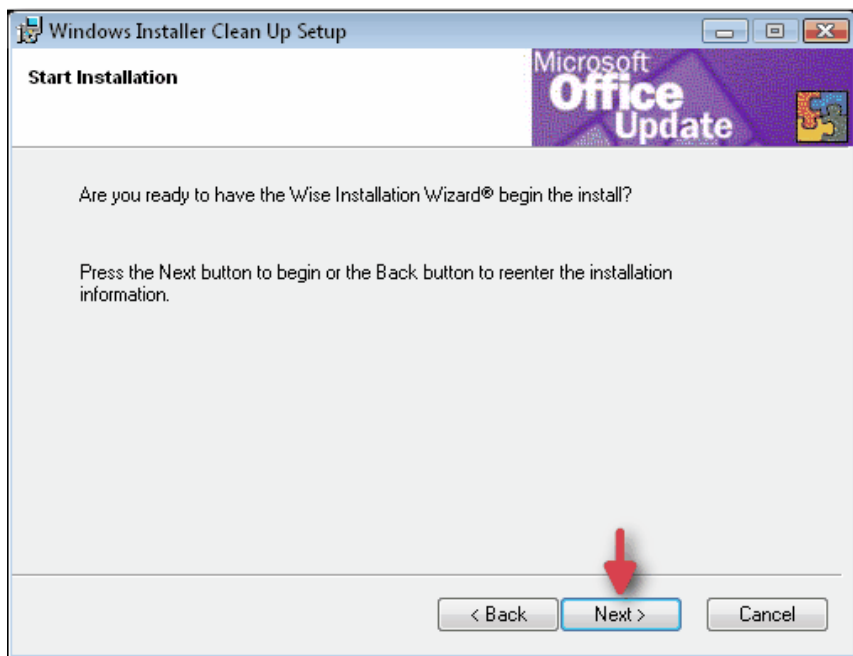 Windows Installer Clean Up Setup
Start Installation
Microsoft
Office
Update
Are you ready to have the Wise Installation Wizard® begin the install?
Press the Next button to begin or the Back button to reenter the installation
information.
< Back
Next >
Cancel